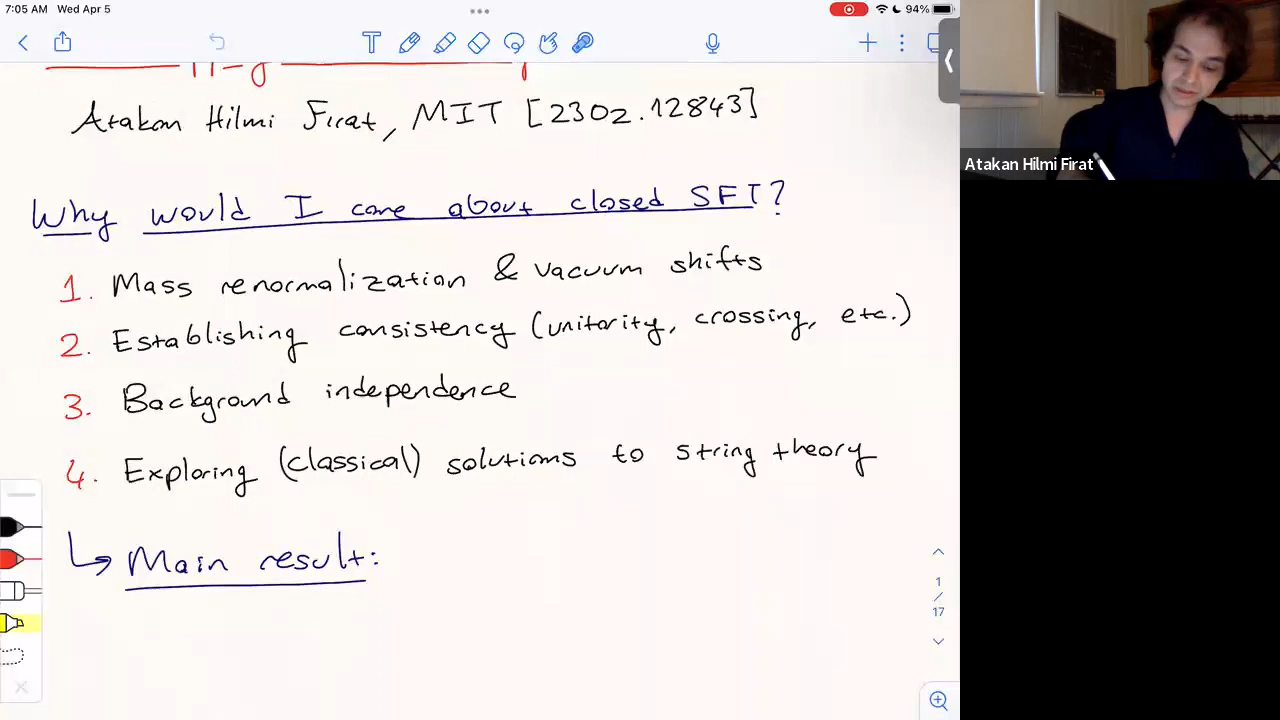 7:05 AM Wed Apr 5
94%
Atakan Hilmi Firat, MIT [2302.12843]
Why would I care about closed SFT?
1. Mass renormalization & vacuum shifts
2. Establishing consistency (unitarity, crossing, etc.)
3. Background independence
4. Exploring (classical) solutions to string theory
↳ Main result:
1
/
17
Atakan Hilmi Firat